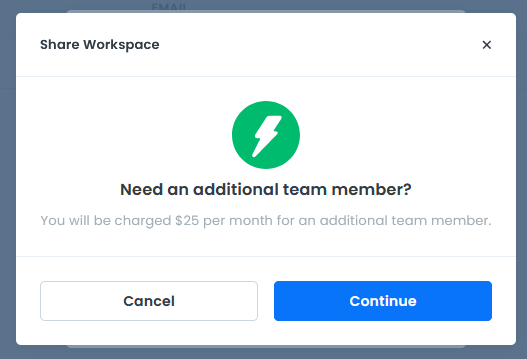 EMAIL
Share Workspace
Need an additional team member?
You will be charged $25 per month for an additional team member.
Cancel
Continue